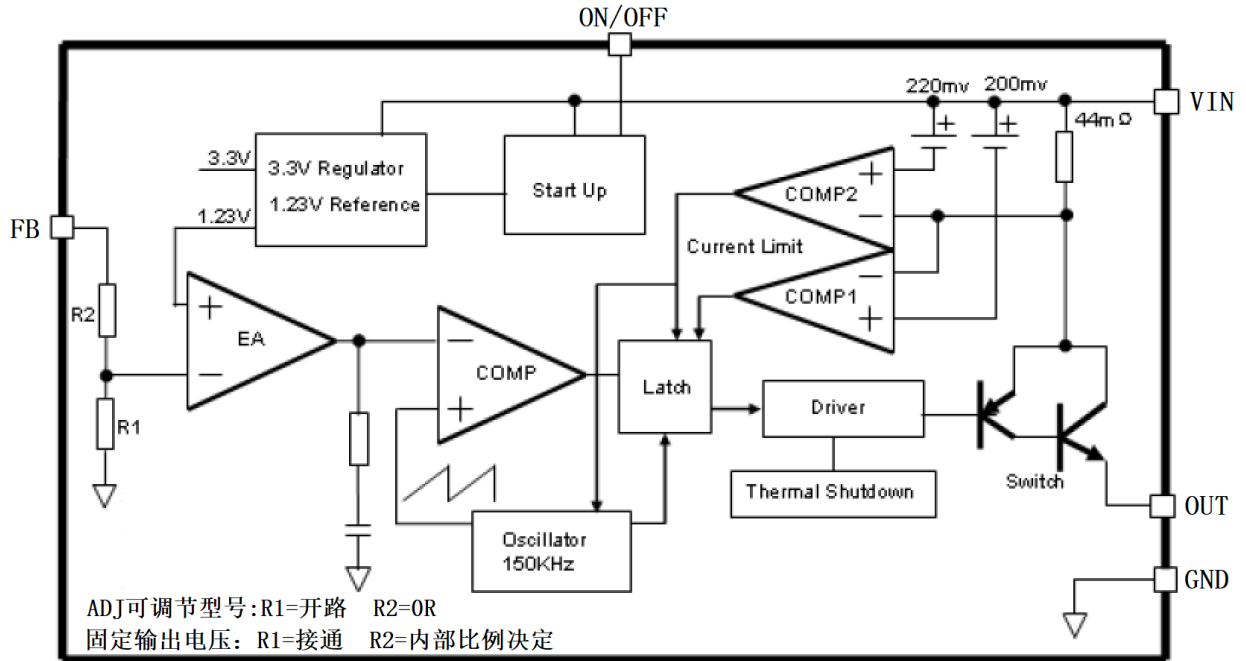 ON/OFF
220mv 200mv
VIN
44mΩ
3.3V
3.3V Regulator
1.23V Reference
Start Up
COMP2
+
−
1.23V
FB
Current Limit
−
COMP1
+
R2
+
EA
−
−
COMP
+
Latch
R1
Driver
Switch
Thermal Shutdown
OUT
Oscillator
150KHz
GND
ADJ可调节型号:R1=开路 R2=0R
固定输出电压: R1=接通 R2=内部比例决定
+
+